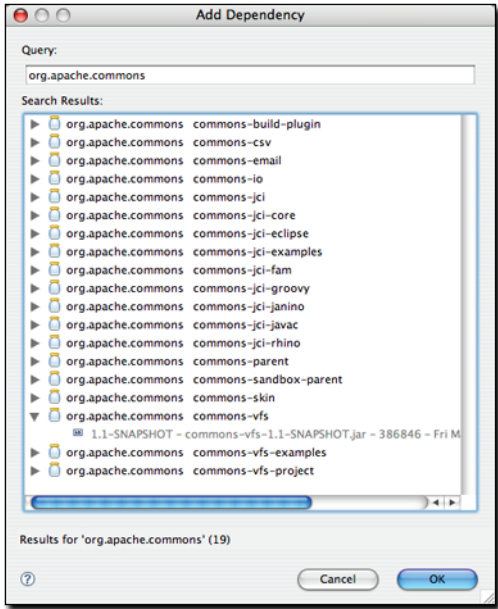 Add Dependency
Query:
org.apache.commons
Search Results:
org.apache.commons commons-build-plugin
org.apache.commons commons-csv
org.apache.commons commons-email
org.apache.commons commons-io
org.apache.commons commons-jci
org.apache.commons commons-jci-core
org.apache.commons commons-jci-eclipse
org.apache.commons commons-jci-examples
org.apache.commons commons-jci-fam
org.apache.commons commons-jci-groovy
org.apache.commons commons-jci-janino
org.apache.commons commons-jci-javac
org.apache.commons commons-jci-rhino
org.apache.commons commons-parent
org.apache.commons commons-sandbox-parent
org.apache.commons commons-skin
org.apache.commons commons-vfs
1.1-SNAPSHOT - commons-vfs-1.1-SNAPSHOT.jar - 386846 - Fri M
org.apache.commons commons-vfs-examples
org.apache.commons commons-vfs-project
Results for 'org.apache.commons' (19)
? Cancel OK